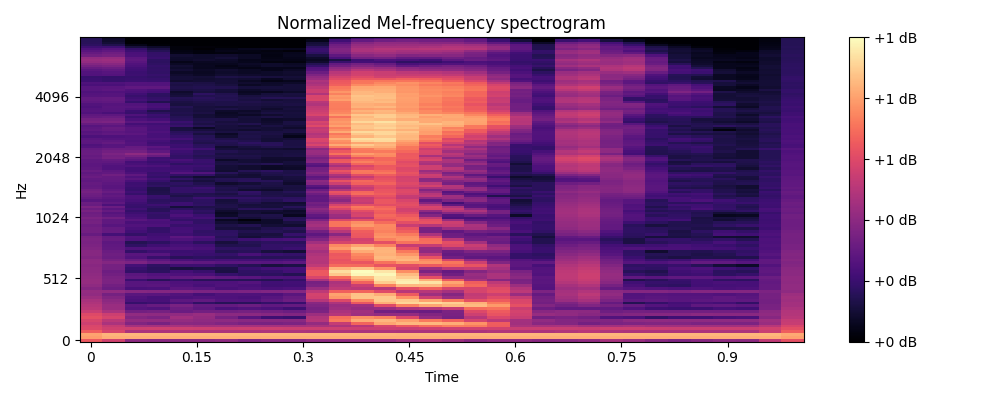 Normalized Mel-frequency spectrogram
+1 dB
4096
+1 dB
2048
+1 dB
Hz
1024
+0 dB
512
+0 dB
0
+0 dB
0 0.15 0.3 0.45 0.6 0.75 0.9
Time